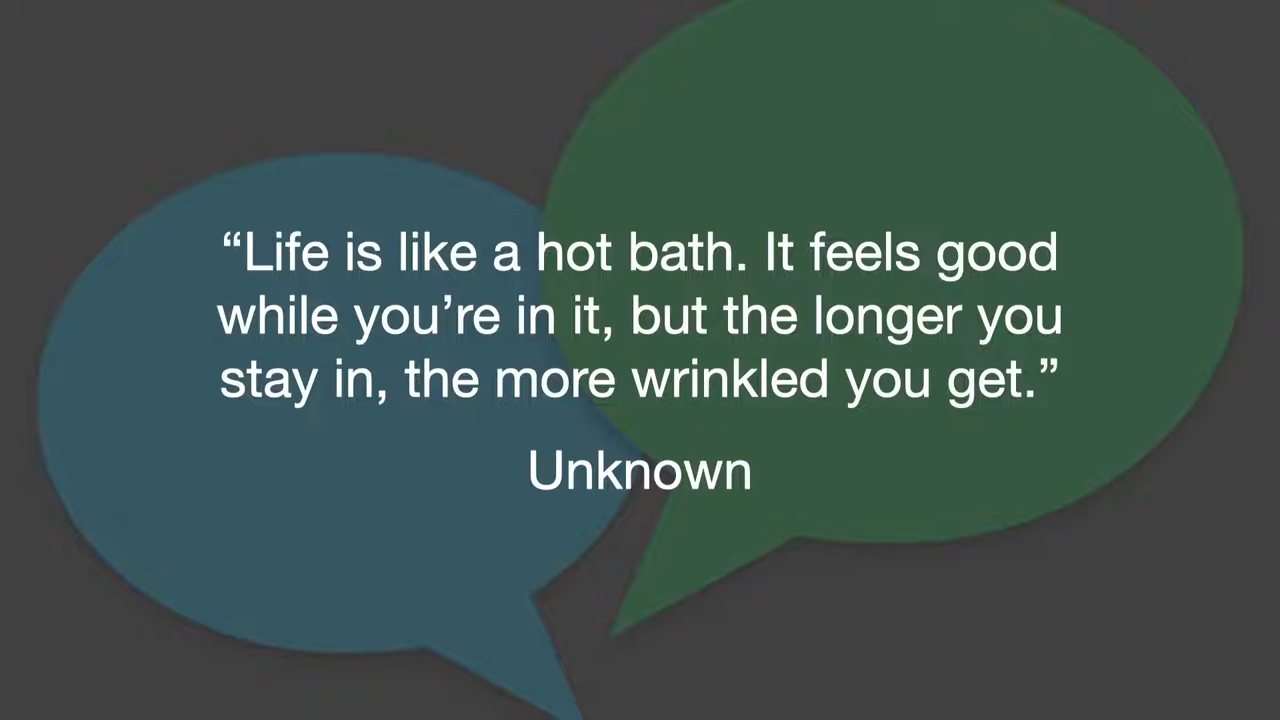 “Life is like a hot bath. It feels good
while you’re in it, but the longer you
stay in, the more wrinkled you get.”
Unknown